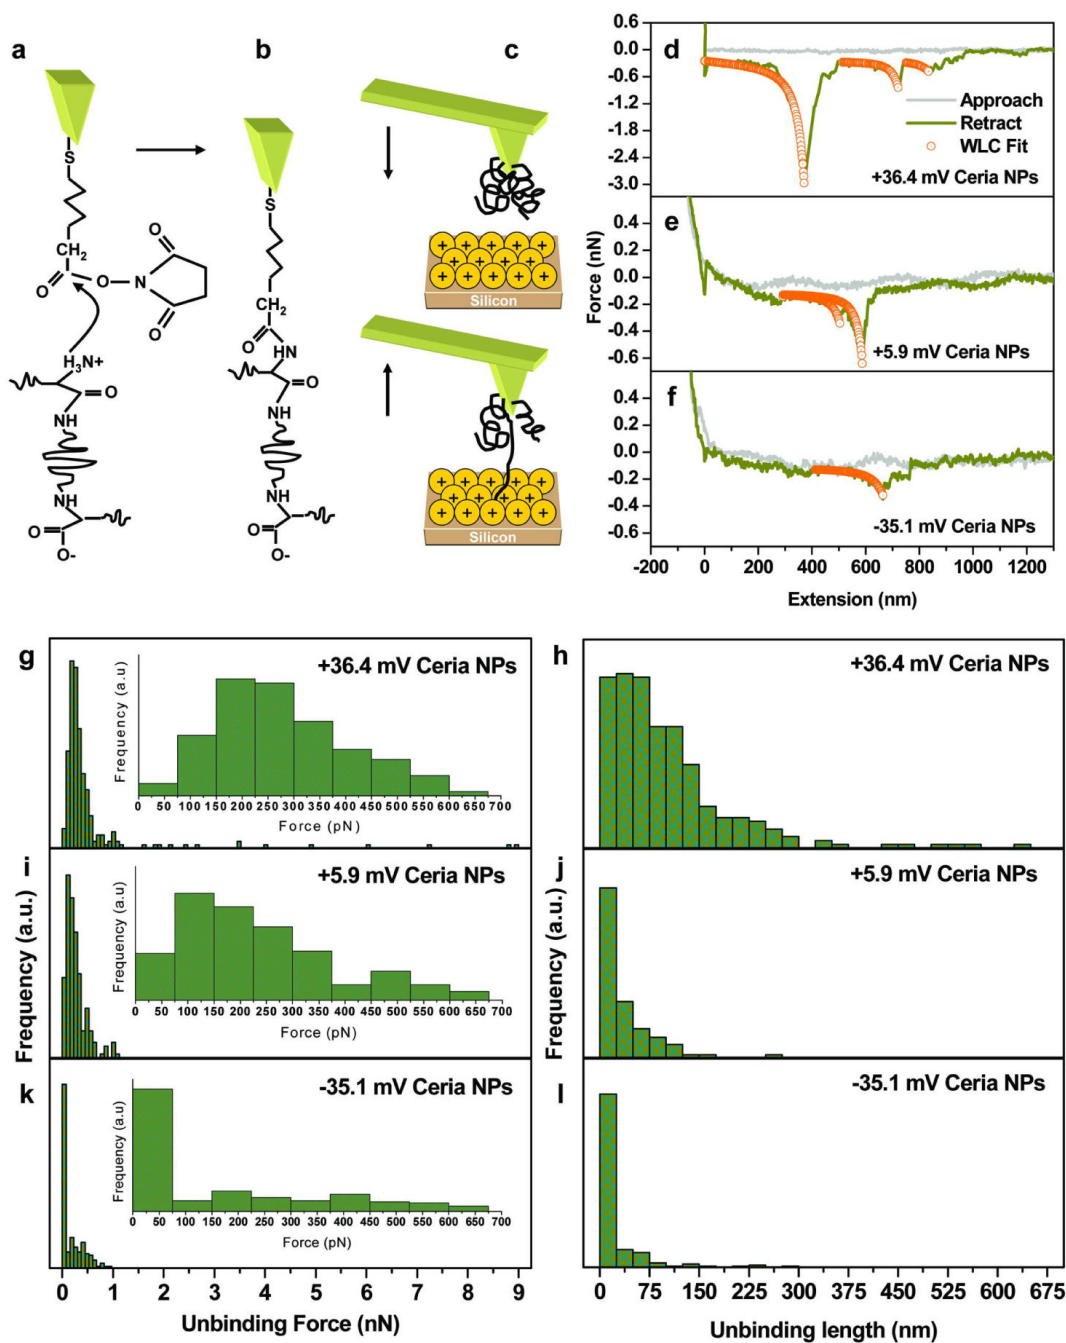 a
b
c
S
S
CH2
O
O
N
O
O
H3N+
O
NH
NH
O
O-
CH2
O
HN
O
NH
NH
O
O-
+ + + +
+ + +
+ + + +
Silicon
+ + + +
+ + +
+ + + +
Silicon
d
0.6
0.0
-0.6
-1.2
-1.8
-2.4
-3.0
Approach
Retract
WLC Fit
+36.4 mV Ceria NPs
e
0.4
0.2
0.0
-0.2
-0.4
-0.6
+5.9 mV Ceria NPs
Force (nN)
f
0.4
0.2
0.0
-0.2
-0.4
-0.6
-35.1 mV Ceria NPs
-200 0 200 400 600 800 1000 1200
Extension (nm)
g
+36.4 mV Ceria NPs
Frequency (a.u)
0 50 100 150 200 250 300 350 400 450 500 550 600 650 700
Force (pN)
h
+36.4 mV Ceria NPs
i
+5.9 mV Ceria NPs
Frequency (a.u)
0 50 100 150 200 250 300 350 400 450 500 550 600 650 700
Force (pN)
j
+5.9 mV Ceria NPs
Frequency (a.u.)
Frequency (a.u.)
k
-35.1 mV Ceria NPs
Frequency (a.u)
0 50 100 150 200 250 300 350 400 450 500 550 600 650 700
Force (pN)
l
-35.1 mV Ceria NPs
0 1 2 3 4 5 6 7 8 9
Unbinding Force (nN)
0 75 150 225 300 375 450 525 600 675
Unbinding length (nm)